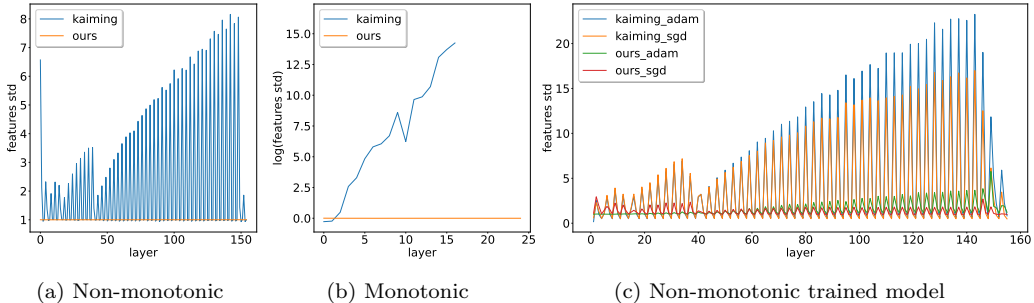 8
7
6
5
4
3
2
1
0
50
100
150
features std
layer
kaiming
ours
(a) Non-monotonic
15.0
12.5
10.0
7.5
5.0
2.5
0.0
0
5
10
15
20
25
log(features std)
layer
kaiming
ours
(b) Monotonic
20
15
10
5
0
0
20
40
60
80
100
120
140
160
features std
layer
kaiming_adam
kaiming_sgd
ours_adam
ours_sgd
(c) Non-monotonic trained model